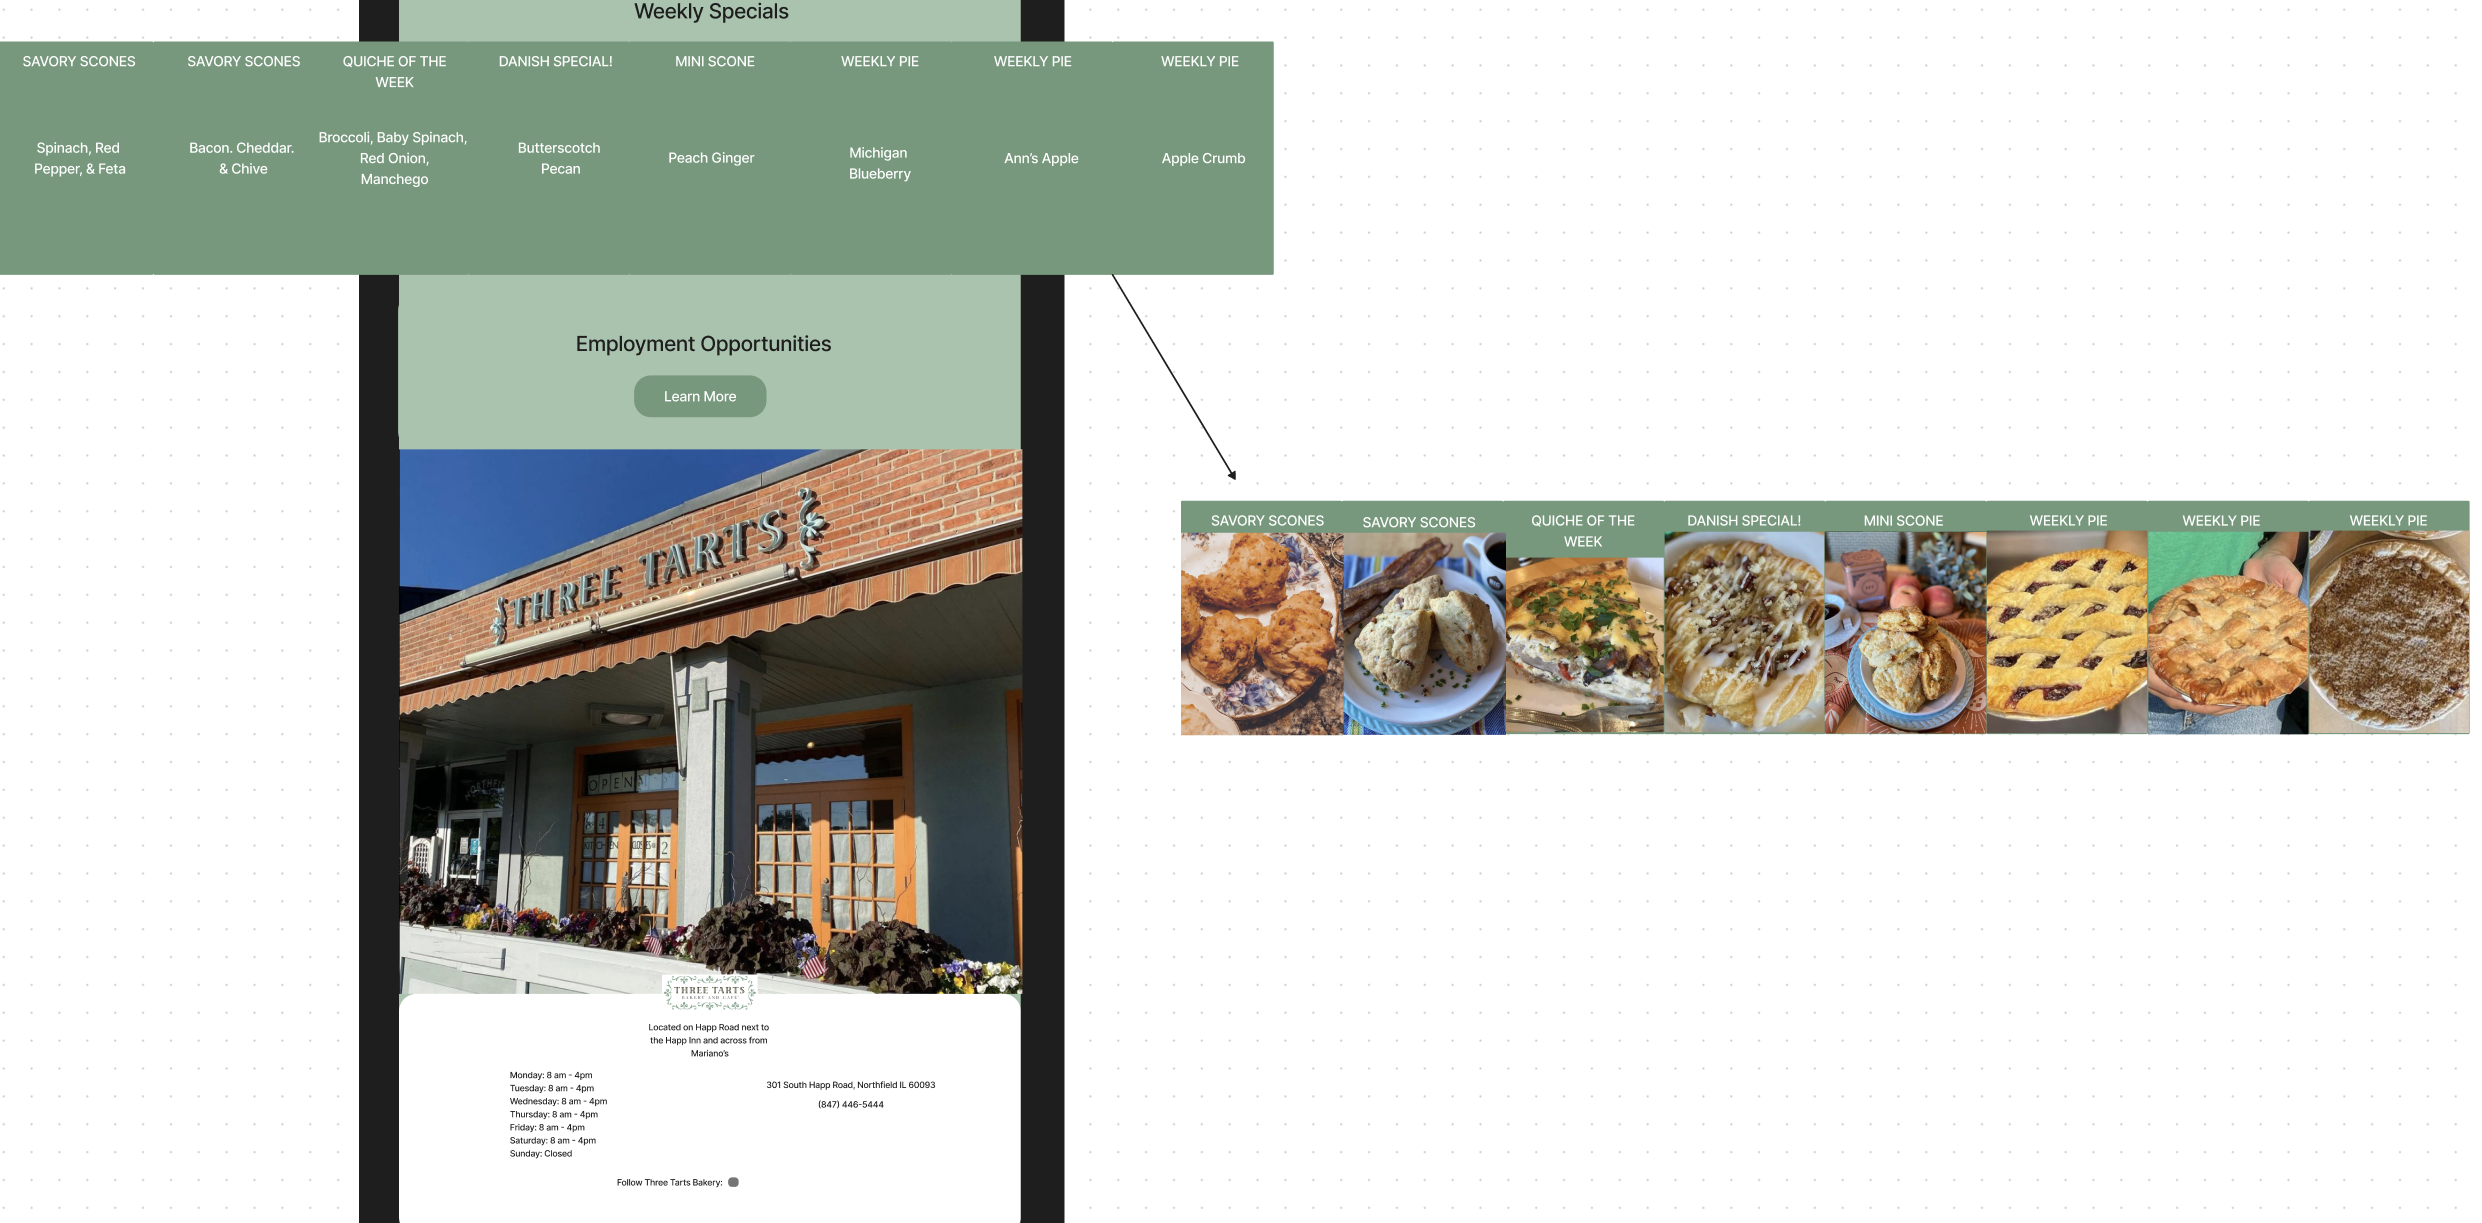 Weekly Specials
SAVORY SCONES
Spinach, Red
Pepper, & Feta
SAVORY SCONES
Bacon. Cheddar.
& Chive
QUICHE OF THE
WEEK
Broccoli, Baby Spinach,
Red Onion,
Manchego
DANISH SPECIAL!
Butterscotch
Pecan
MINI SCONE
Peach Ginger
WEEKLY PIE
Michigan
Blueberry
WEEKLY PIE
Ann's Apple
WEEKLY PIE
Apple Crumb
Employment Opportunities
Learn More
SAVORY SCONES
SAVORY SCONES
QUICHE OF THE
WEEK
DANISH SPECIAL!
MINI SCONE
WEEKLY PIE
WEEKLY PIE
WEEKLY PIE
THREE TARTS
OPEN
THREE TARTS
BAKERY AND CAFE
Located on Happ Road next to
the Happ Inn and across from
Mariano's
Monday: 8 am - 4pm
Tuesday: 8 am - 4pm
Wednesday: 8 am - 4pm
Thursday: 8 am - 4pm
Friday: 8 am - 4pm
Saturday: 8 am - 4pm
Sunday: Closed
301 South Happ Road, Northfield IL 60093
(847) 446-5444
Follow Three Tarts Bakery: